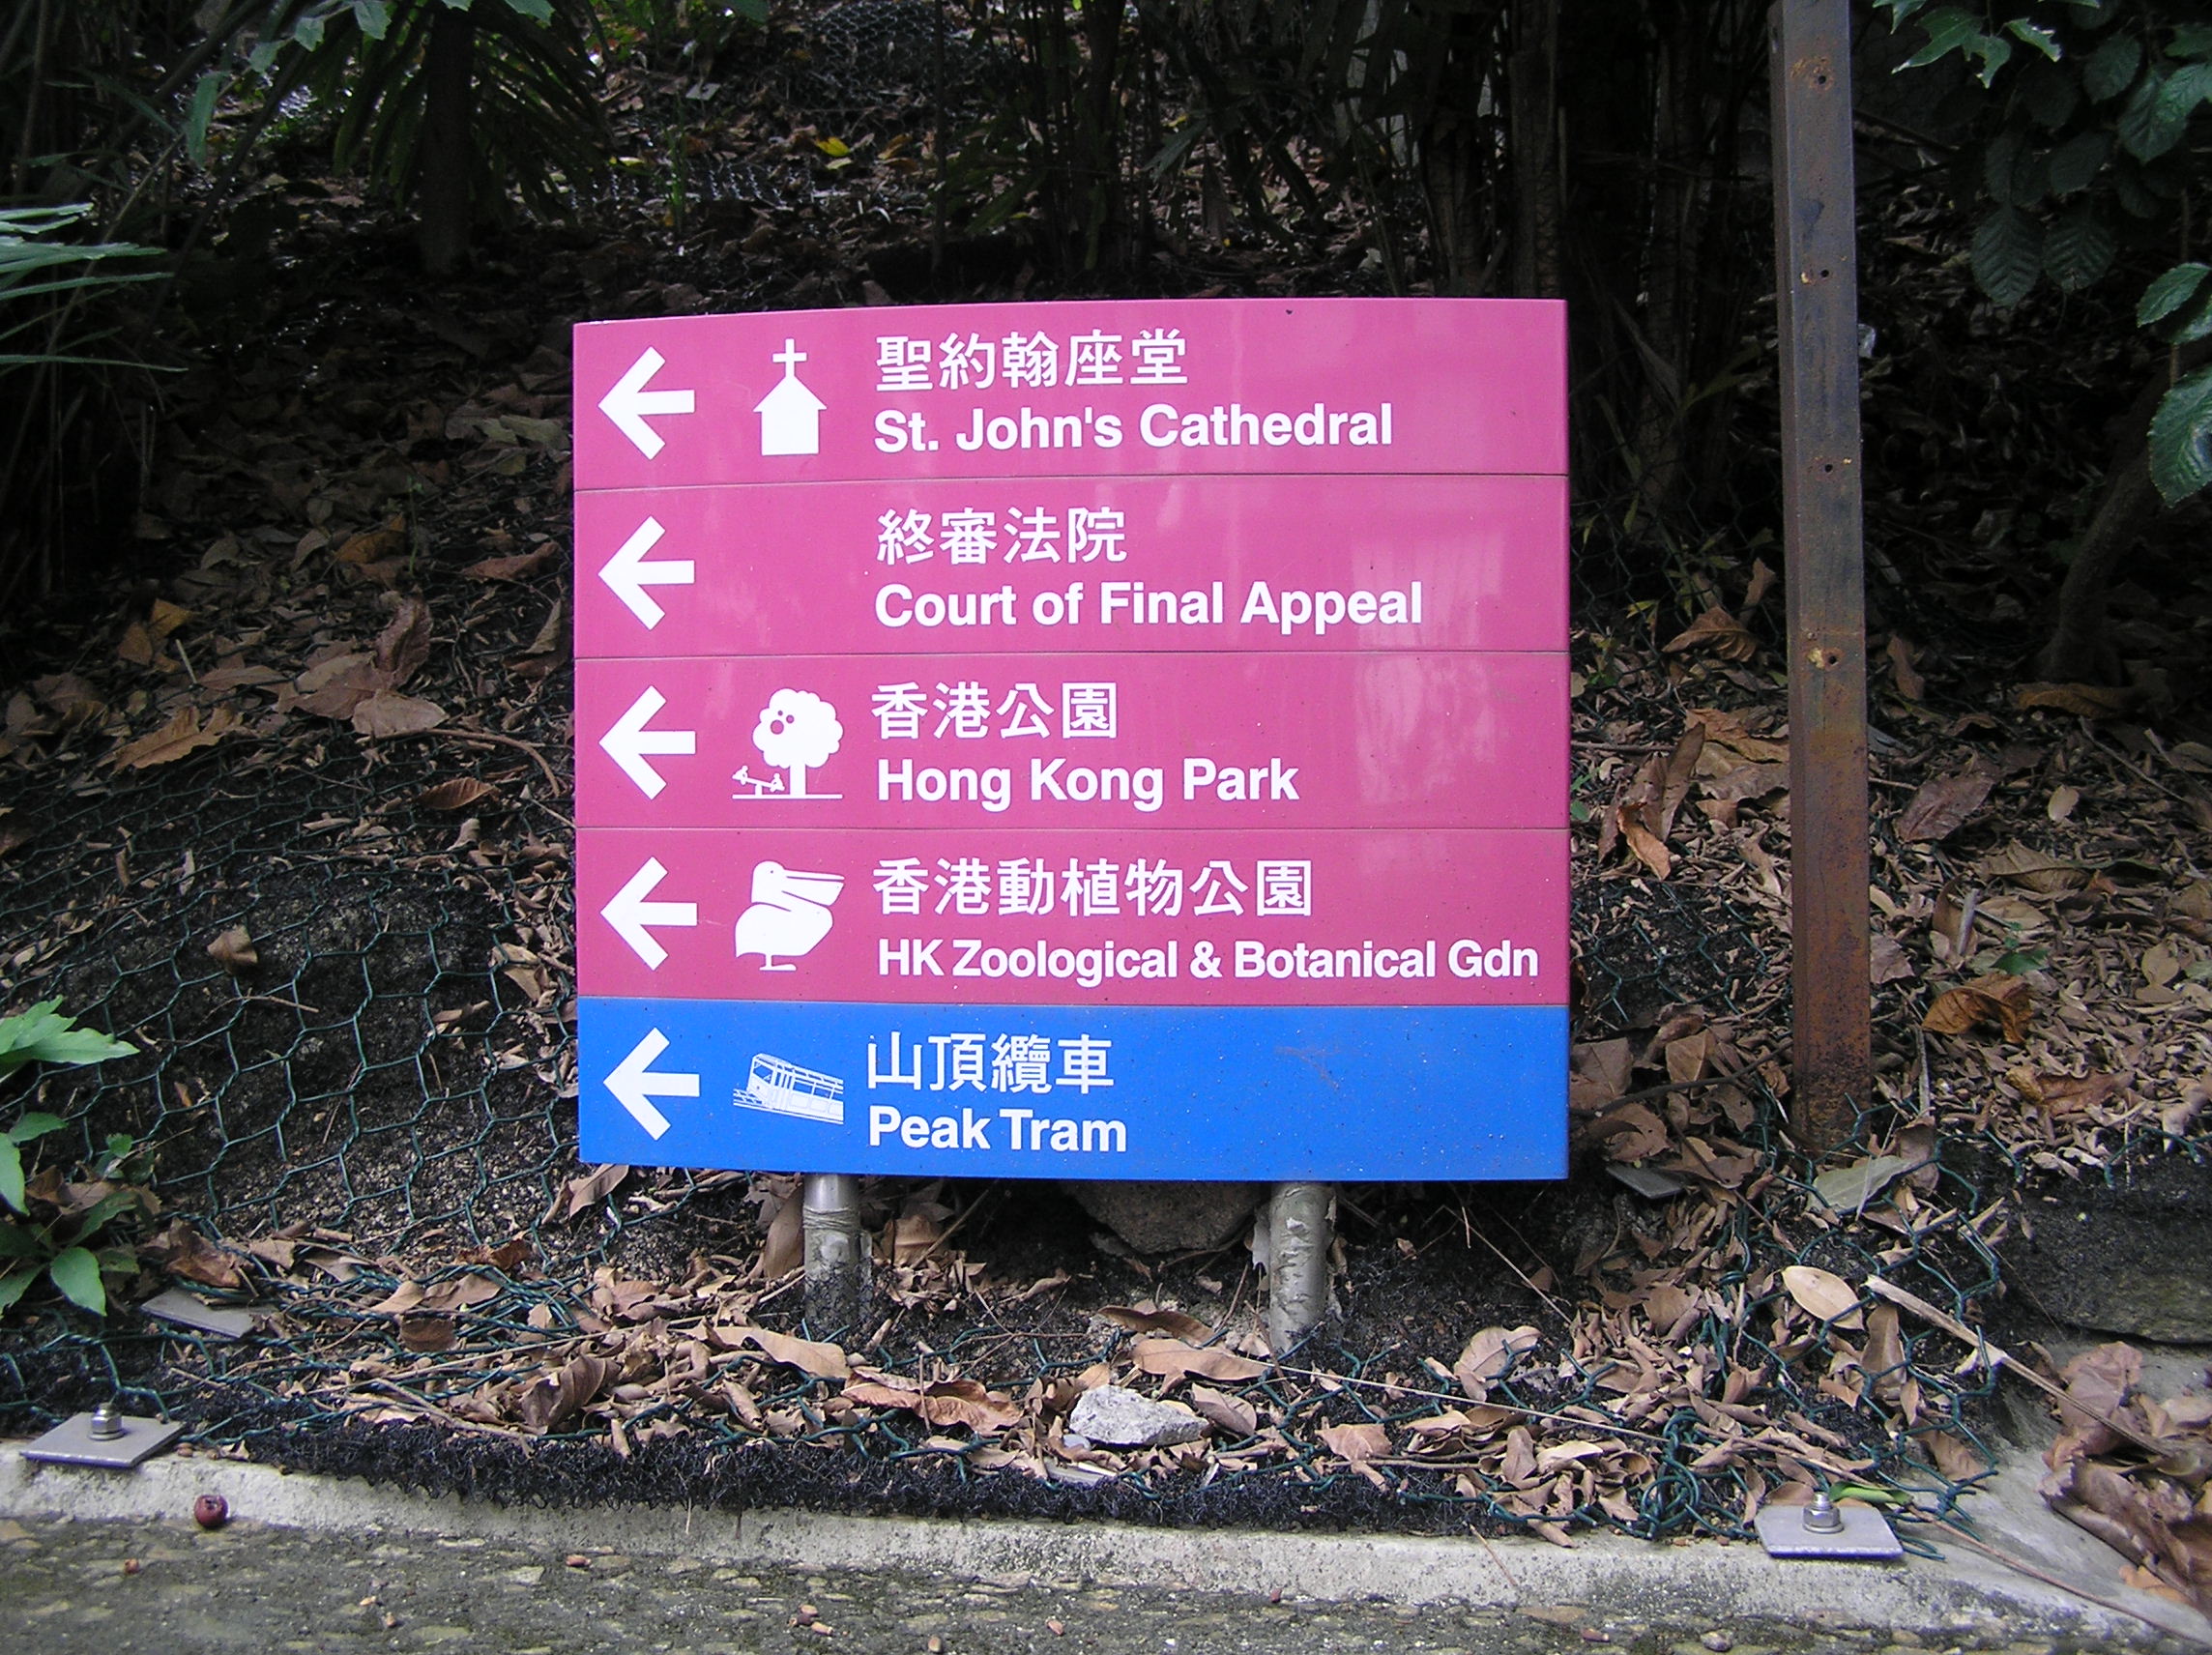 聖約翰座堂
St. John's Cathedral
終審法院
Court of Final Appeal
香港公園
Hong Kong Park
香港動植物公園
HK Zoological & Botanical Gdn
山頂纜車
Peak Tram